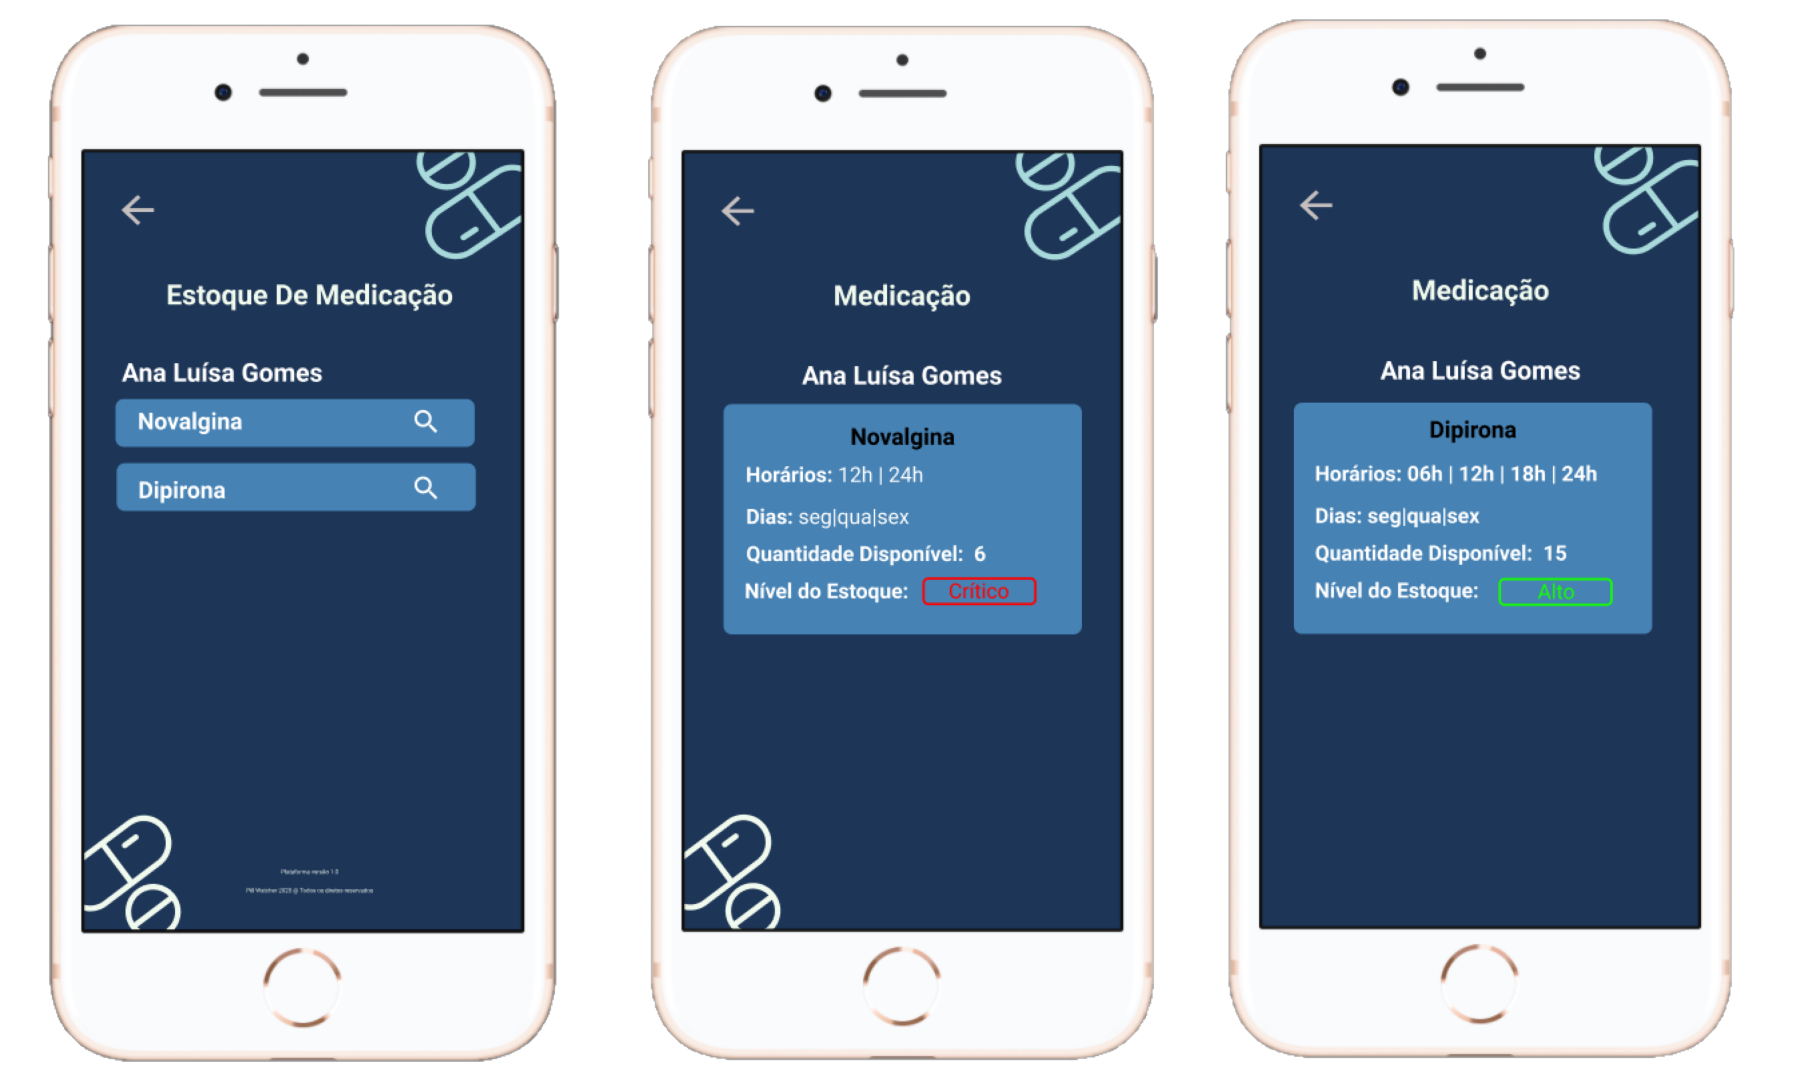 Estoque De Medicação
Ana Luísa Gomes
Novalgina
Dipirona
Plataforma versão 1.0
Pill Watcher 2023 @ Todos os direitos reservados
Medicação
Ana Luísa Gomes
Novalgina
Horários: 12h | 24h
Dias: seg|qua|sex
Quantidade Disponível: 6
Nível do Estoque: Crítico
Medicação
Ana Luísa Gomes
Dipirona
Horários: 06h | 12h | 18h | 24h
Dias: seg|qua|sex
Quantidade Disponível: 15
Nível do Estoque: Alto